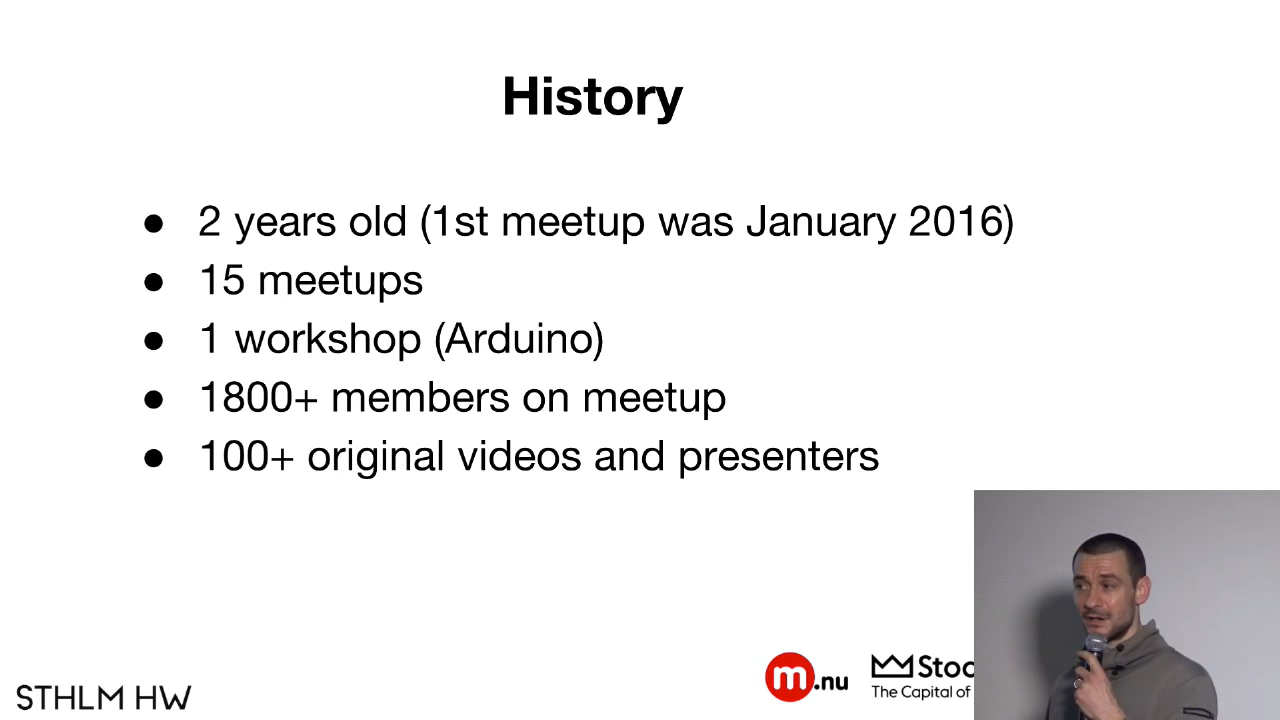 History
● 2 years old (1st meetup was January 2016)
● 15 meetups
● 1 workshop (Arduino)
● 1800+ members on meetup
● 100+ original videos and presenters
STHLM HW
m.nu
Stoc
The Capital of